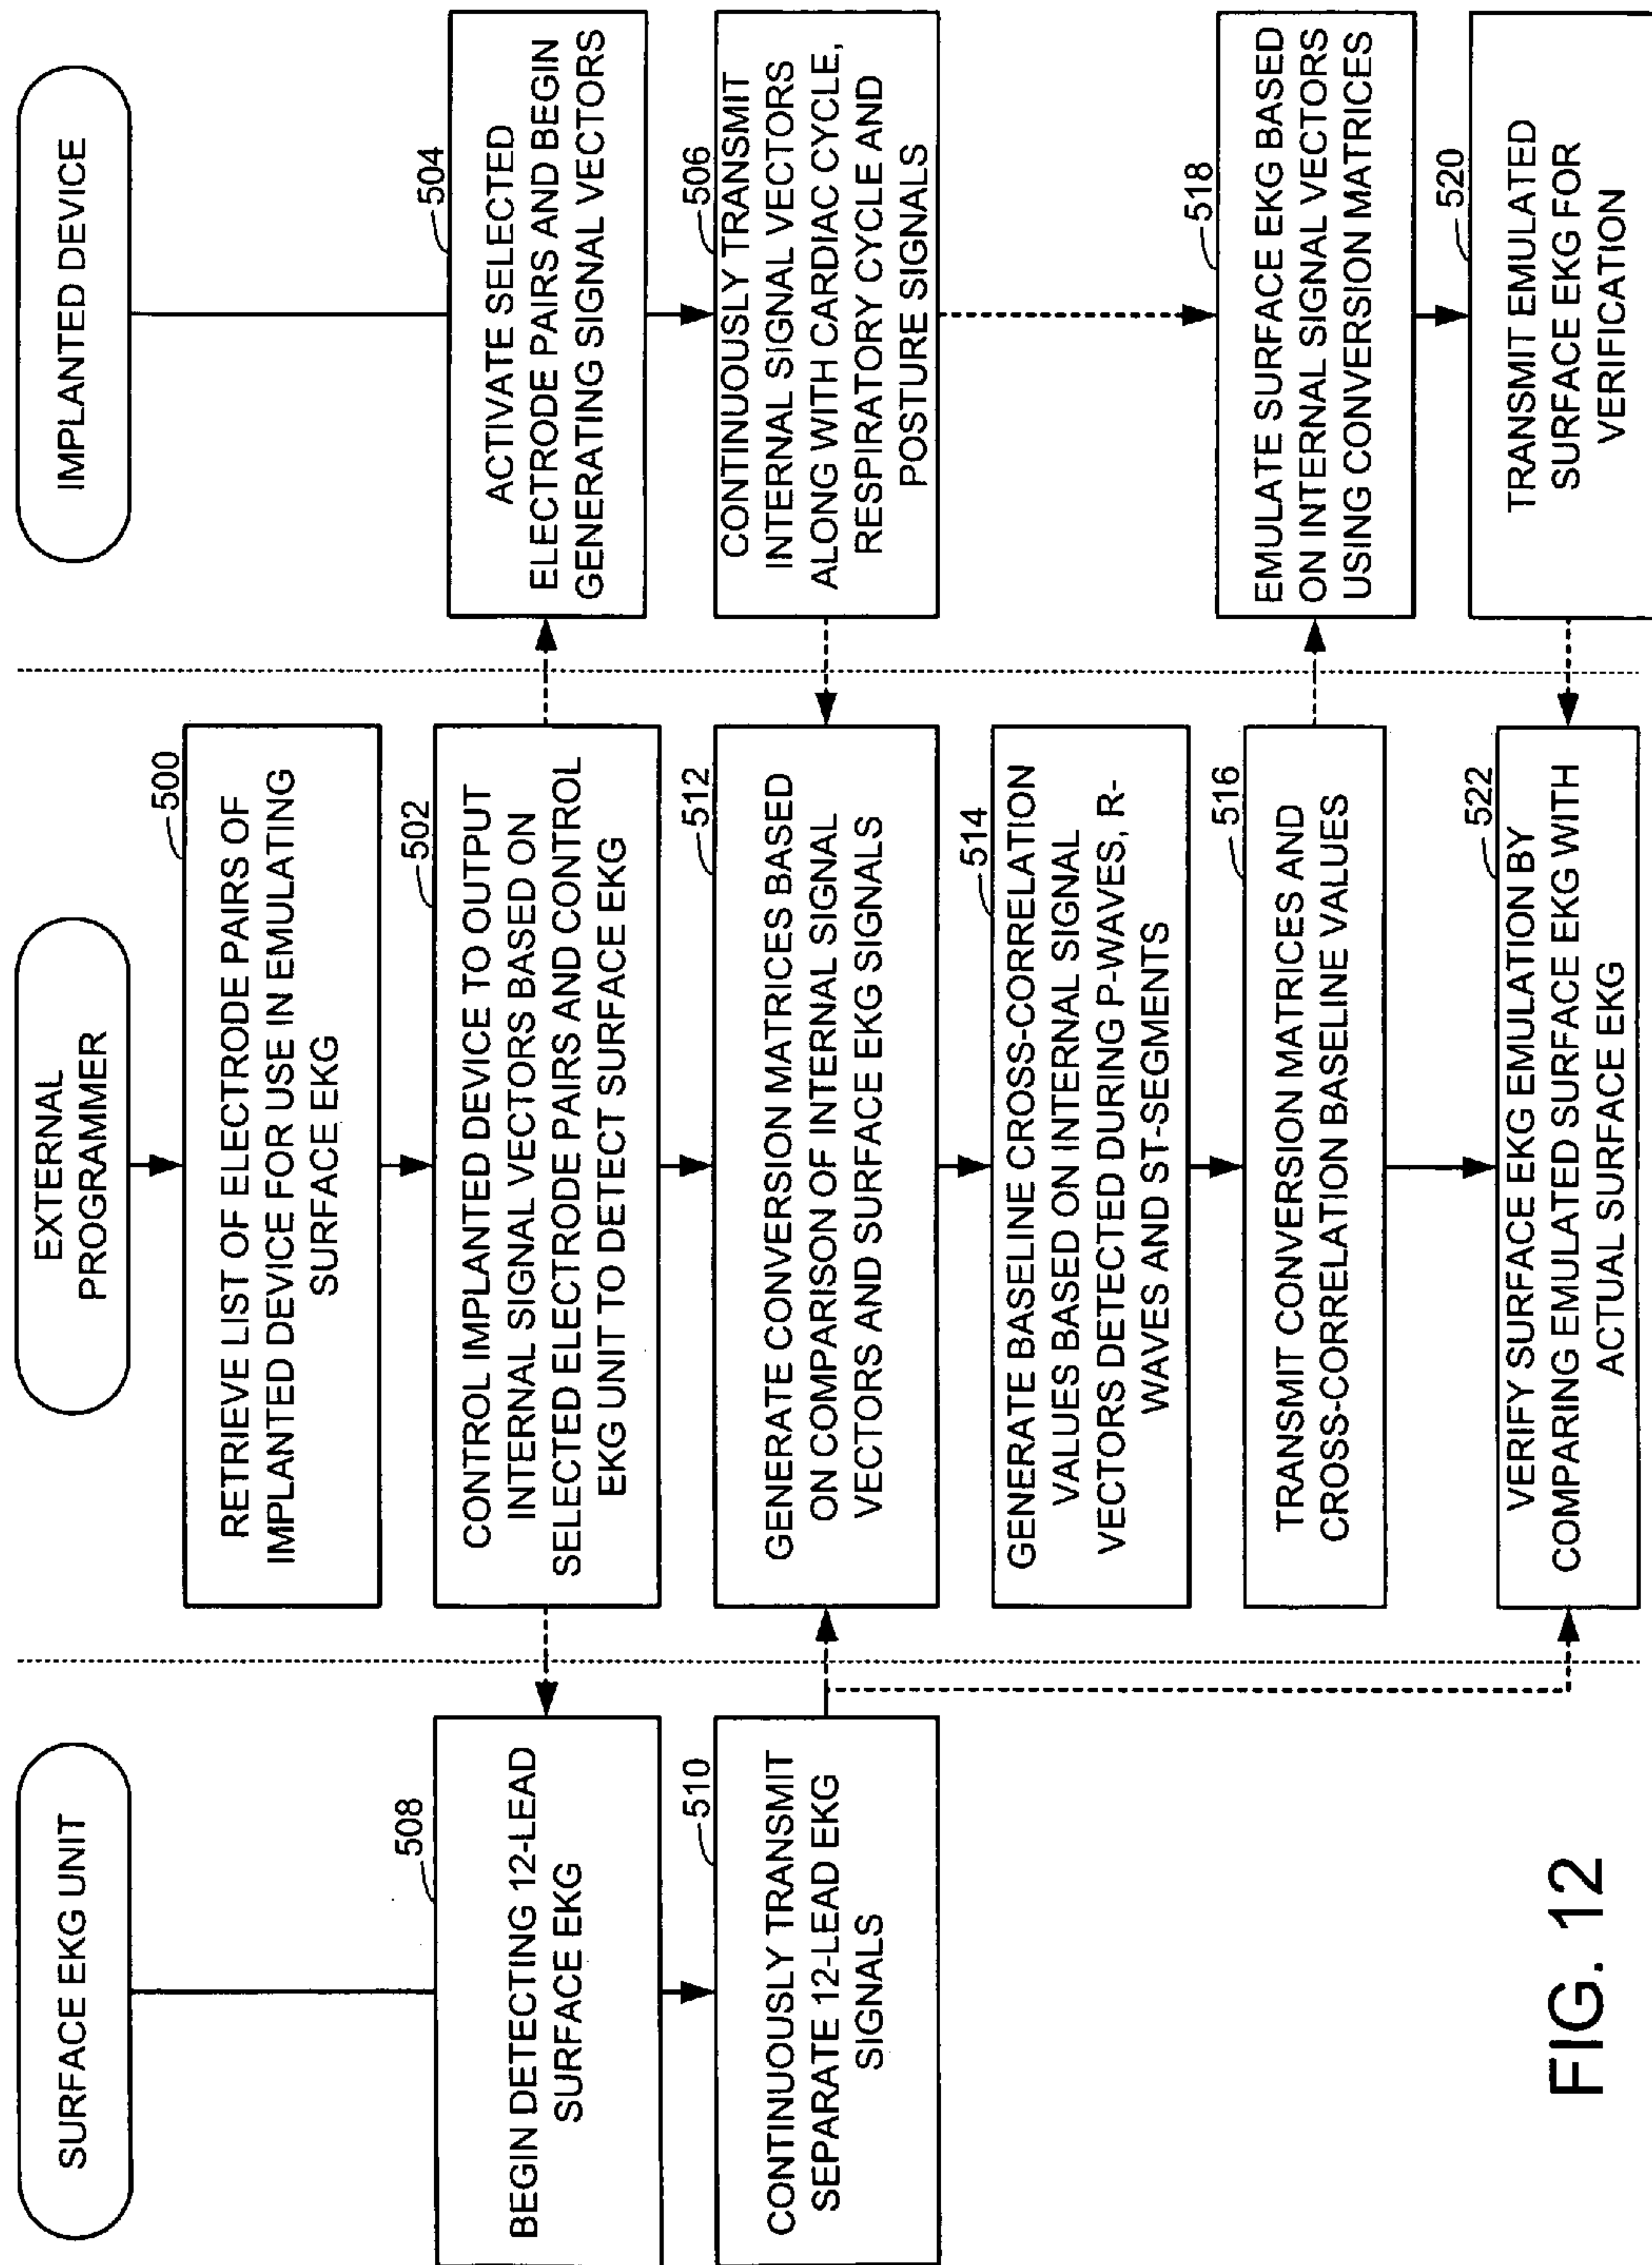 SURFACE EKG UNIT
508
BEGIN DETECTING 12-LEAD
SURFACE EKG
510
CONTINUOUSLY TRANSMIT
SEPARATE 12-LEAD EKG
SIGNALS
EXTERNAL
PROGRAMMER
500
RETRIEVE LIST OF ELECTRODE PAIRS OF
IMPLANTED DEVICE FOR USE IN EMULATING
SURFACE EKG
502
CONTROL IMPLANTED DEVICE TO OUTPUT
INTERNAL SIGNAL VECTORS BASED ON
SELECTED ELECTRODE PAIRS AND CONTROL
EKG UNIT TO DETECT SURFACE EKG
512
GENERATE CONVERSION MATRICES BASED
ON COMPARISON OF INTERNAL SIGNAL
VECTORS AND SURFACE EKG SIGNALS
514
GENERATE BASELINE CROSS-CORRELATION
VALUES BASED ON INTERNAL SIGNAL
VECTORS DETECTED DURING P-WAVES, R-
WAVES AND ST-SEGMENTS
516
TRANSMIT CONVERSION MATRICES AND
CROSS-CORRELATION BASELINE VALUES
522
VERIFY SURFACE EKG EMULATION BY
COMPARING EMULATED SURFACE EKG WITH
ACTUAL SURFACE EKG
IMPLANTED DEVICE
504
ACTIVATE SELECTED
ELECTRODE PAIRS AND BEGIN
GENERATING SIGNAL VECTORS
506
CONTINUOUSLY TRANSMIT
INTERNAL SIGNAL VECTORS
ALONG WITH CARDIAC CYCLE,
RESPIRATORY CYCLE AND
POSTURE SIGNALS
518
EMULATE SURFACE EKG BASED
ON INTERNAL SIGNAL VECTORS
USING CONVERSION MATRICES
520
TRANSMIT EMULATED
SURFACE EKG FOR
VERIFICATION
FIG. 12